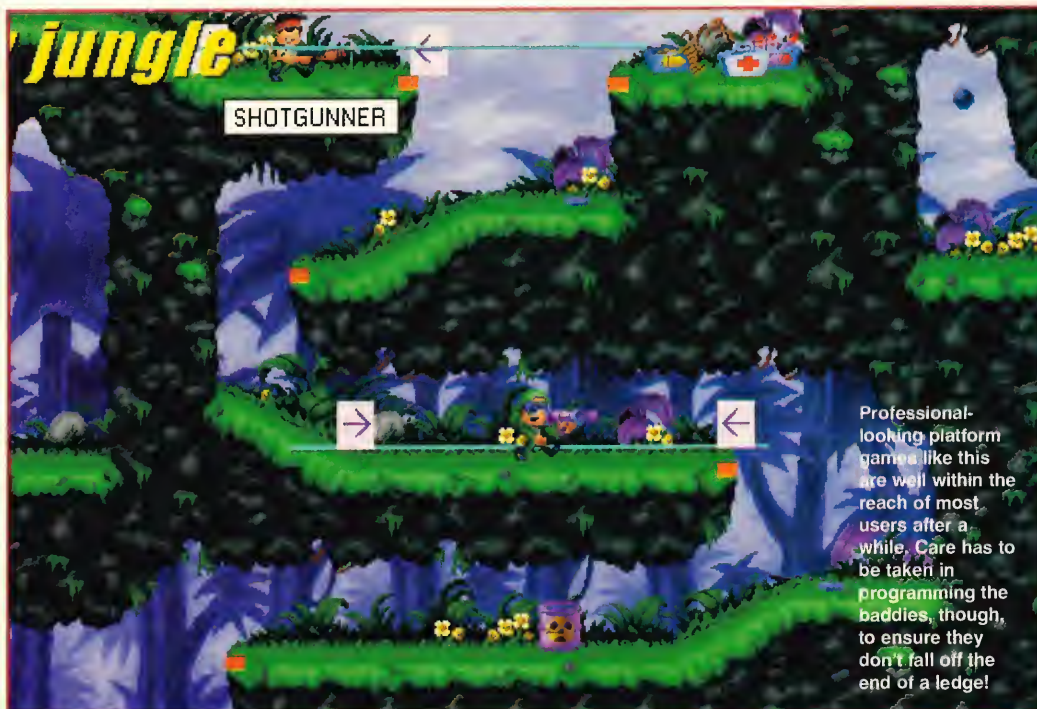 jungle
SHOTGUNNER
Professional-
looking platform
games like this
are well within the
reach of most
users after a
while. Care has to
be taken in
programming the
baddies, though,
to ensure they
don't fall off the
end of a ledge!